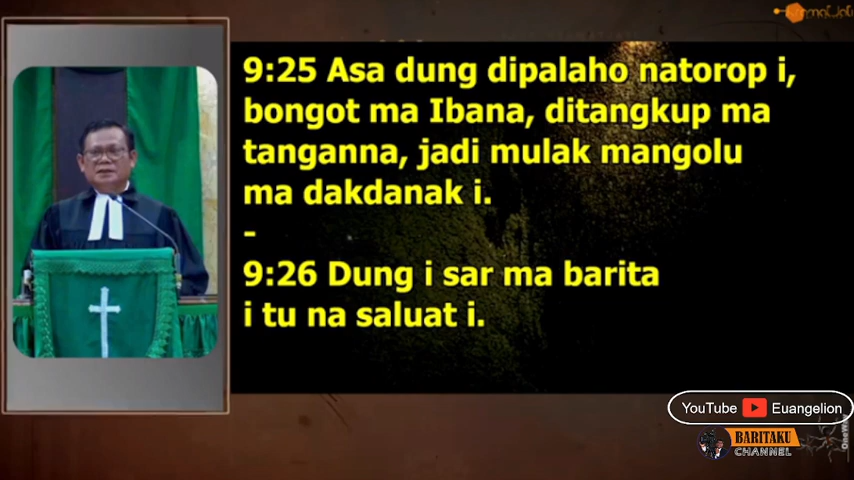 9:25 Asa dung dipalaho natorop i,
bongot ma Ibana, ditangkup ma
tanganna, jadi mulak mangolu
ma dakdanak i.
-
9:26 Dung i sar ma barita
i tu na saluat i.
YouTube Euangelion
BARITAKU
CHANNEL